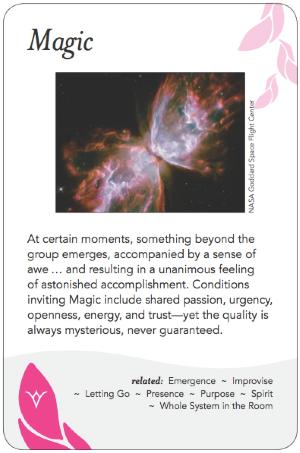 Magic
NASA Goddard Space Flight Center
At certain moments, something beyond the
group emerges, accompanied by a sense of
awe … and resulting in a unanimous feeling
of astonished accomplishment. Conditions
inviting Magic include shared passion, urgency,
openness, energy, and trust—yet the quality is
always mysterious, never guaranteed.
related: Emergence ~ Improvise
~ Letting Go ~ Presence ~ Purpose ~ Spirit
~ Whole System in the Room